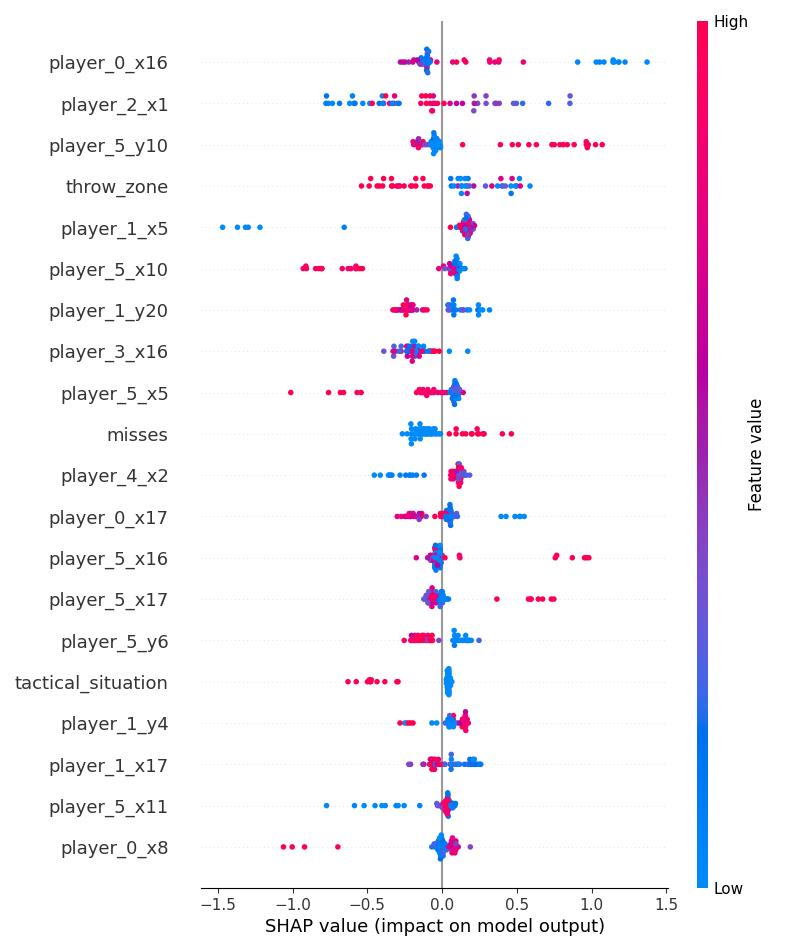 High
player_0_x16
player_2_x1
player_5_y10
throw_zone
player_1_x5
player_5_x10
player_1_y20
player_3_x16
player_5_x5
misses
player_4_x2
player_0_x17
player_5_x16
player_5_x17
player_5_y6
tactical_situation
player_1_y4
player_1_x17
player_5_x11
player_0_x8
Feature value
Low
−1.5 −1.0 −0.5 0.0 0.5 1.0 1.5
SHAP value (impact on model output)